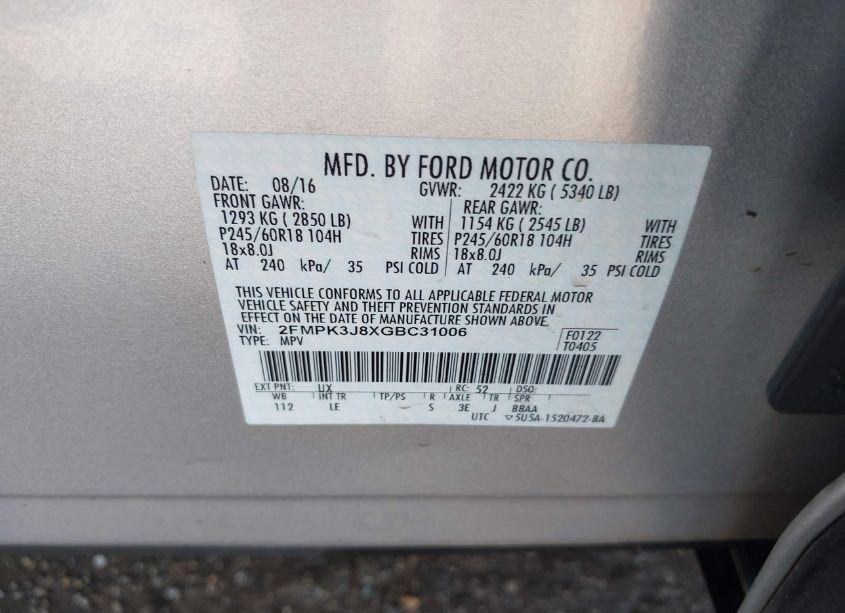 MFD. BY FORD MOTOR CO.
DATE: 08/16 GVWR: 2422 KG ( 5340 LB)
FRONT GAWR: REAR GAWR:
1293 KG ( 2850 LB) WITH 1154 KG ( 2545 LB) WITH
P245/60R18 104H TIRES P245/60R18 104H TIRES
18x8.0J RIMS 18x8.0J RIMS
AT 240 kPa/ 35 PSI COLD AT 240 kPa/ 35 PSI COLD
THIS VEHICLE CONFORMS TO ALL APPLICABLE FEDERAL MOTOR
VEHICLE SAFETY AND THEFT PREVENTION STANDARDS IN
EFFECT ON THE DATE OF MANUFACTURE SHOWN ABOVE.
VIN: 2FMPK3J8XGBC31006 F0122
TYPE: MPV T0405
EXT PNT: UX RC: 52 DSO:
WB INT TR TP/PS R AXLE TR SPR
112 LE S 3E J BBAA
UTC ▽5U5A-1520472-BA